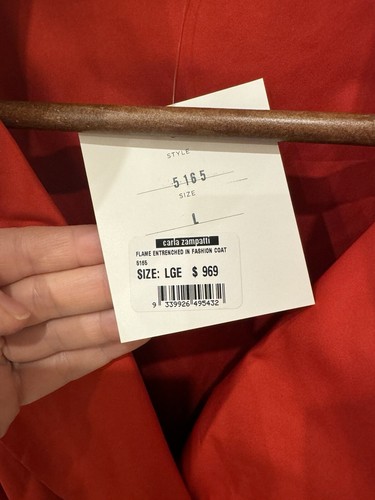 STYLE
5165
SIZE
L
carla zampatti
FLAME ENTRENCHED IN FASHION COAT
5165
SIZE: LGE $ 969
9 339926 495432